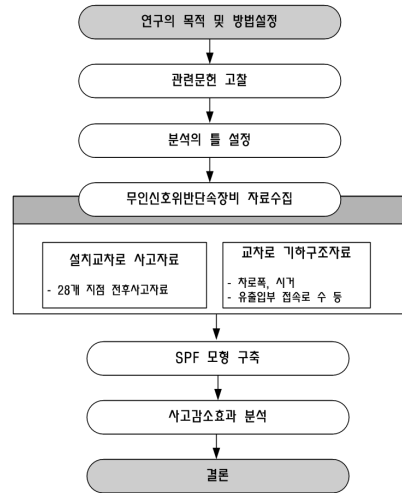 연구의 목적 및 방법설정
관련문헌 고찰
분석의 틀 설정
무인신호위반단속장비 자료수집
설치교차로 사고자료
- 28개 지점 전후사고자료
교차로 기하구조자료
- 차로폭, 시거
- 유출입부 접속로 수 등
SPF 모형 구축
사고감소효과 분석
결론